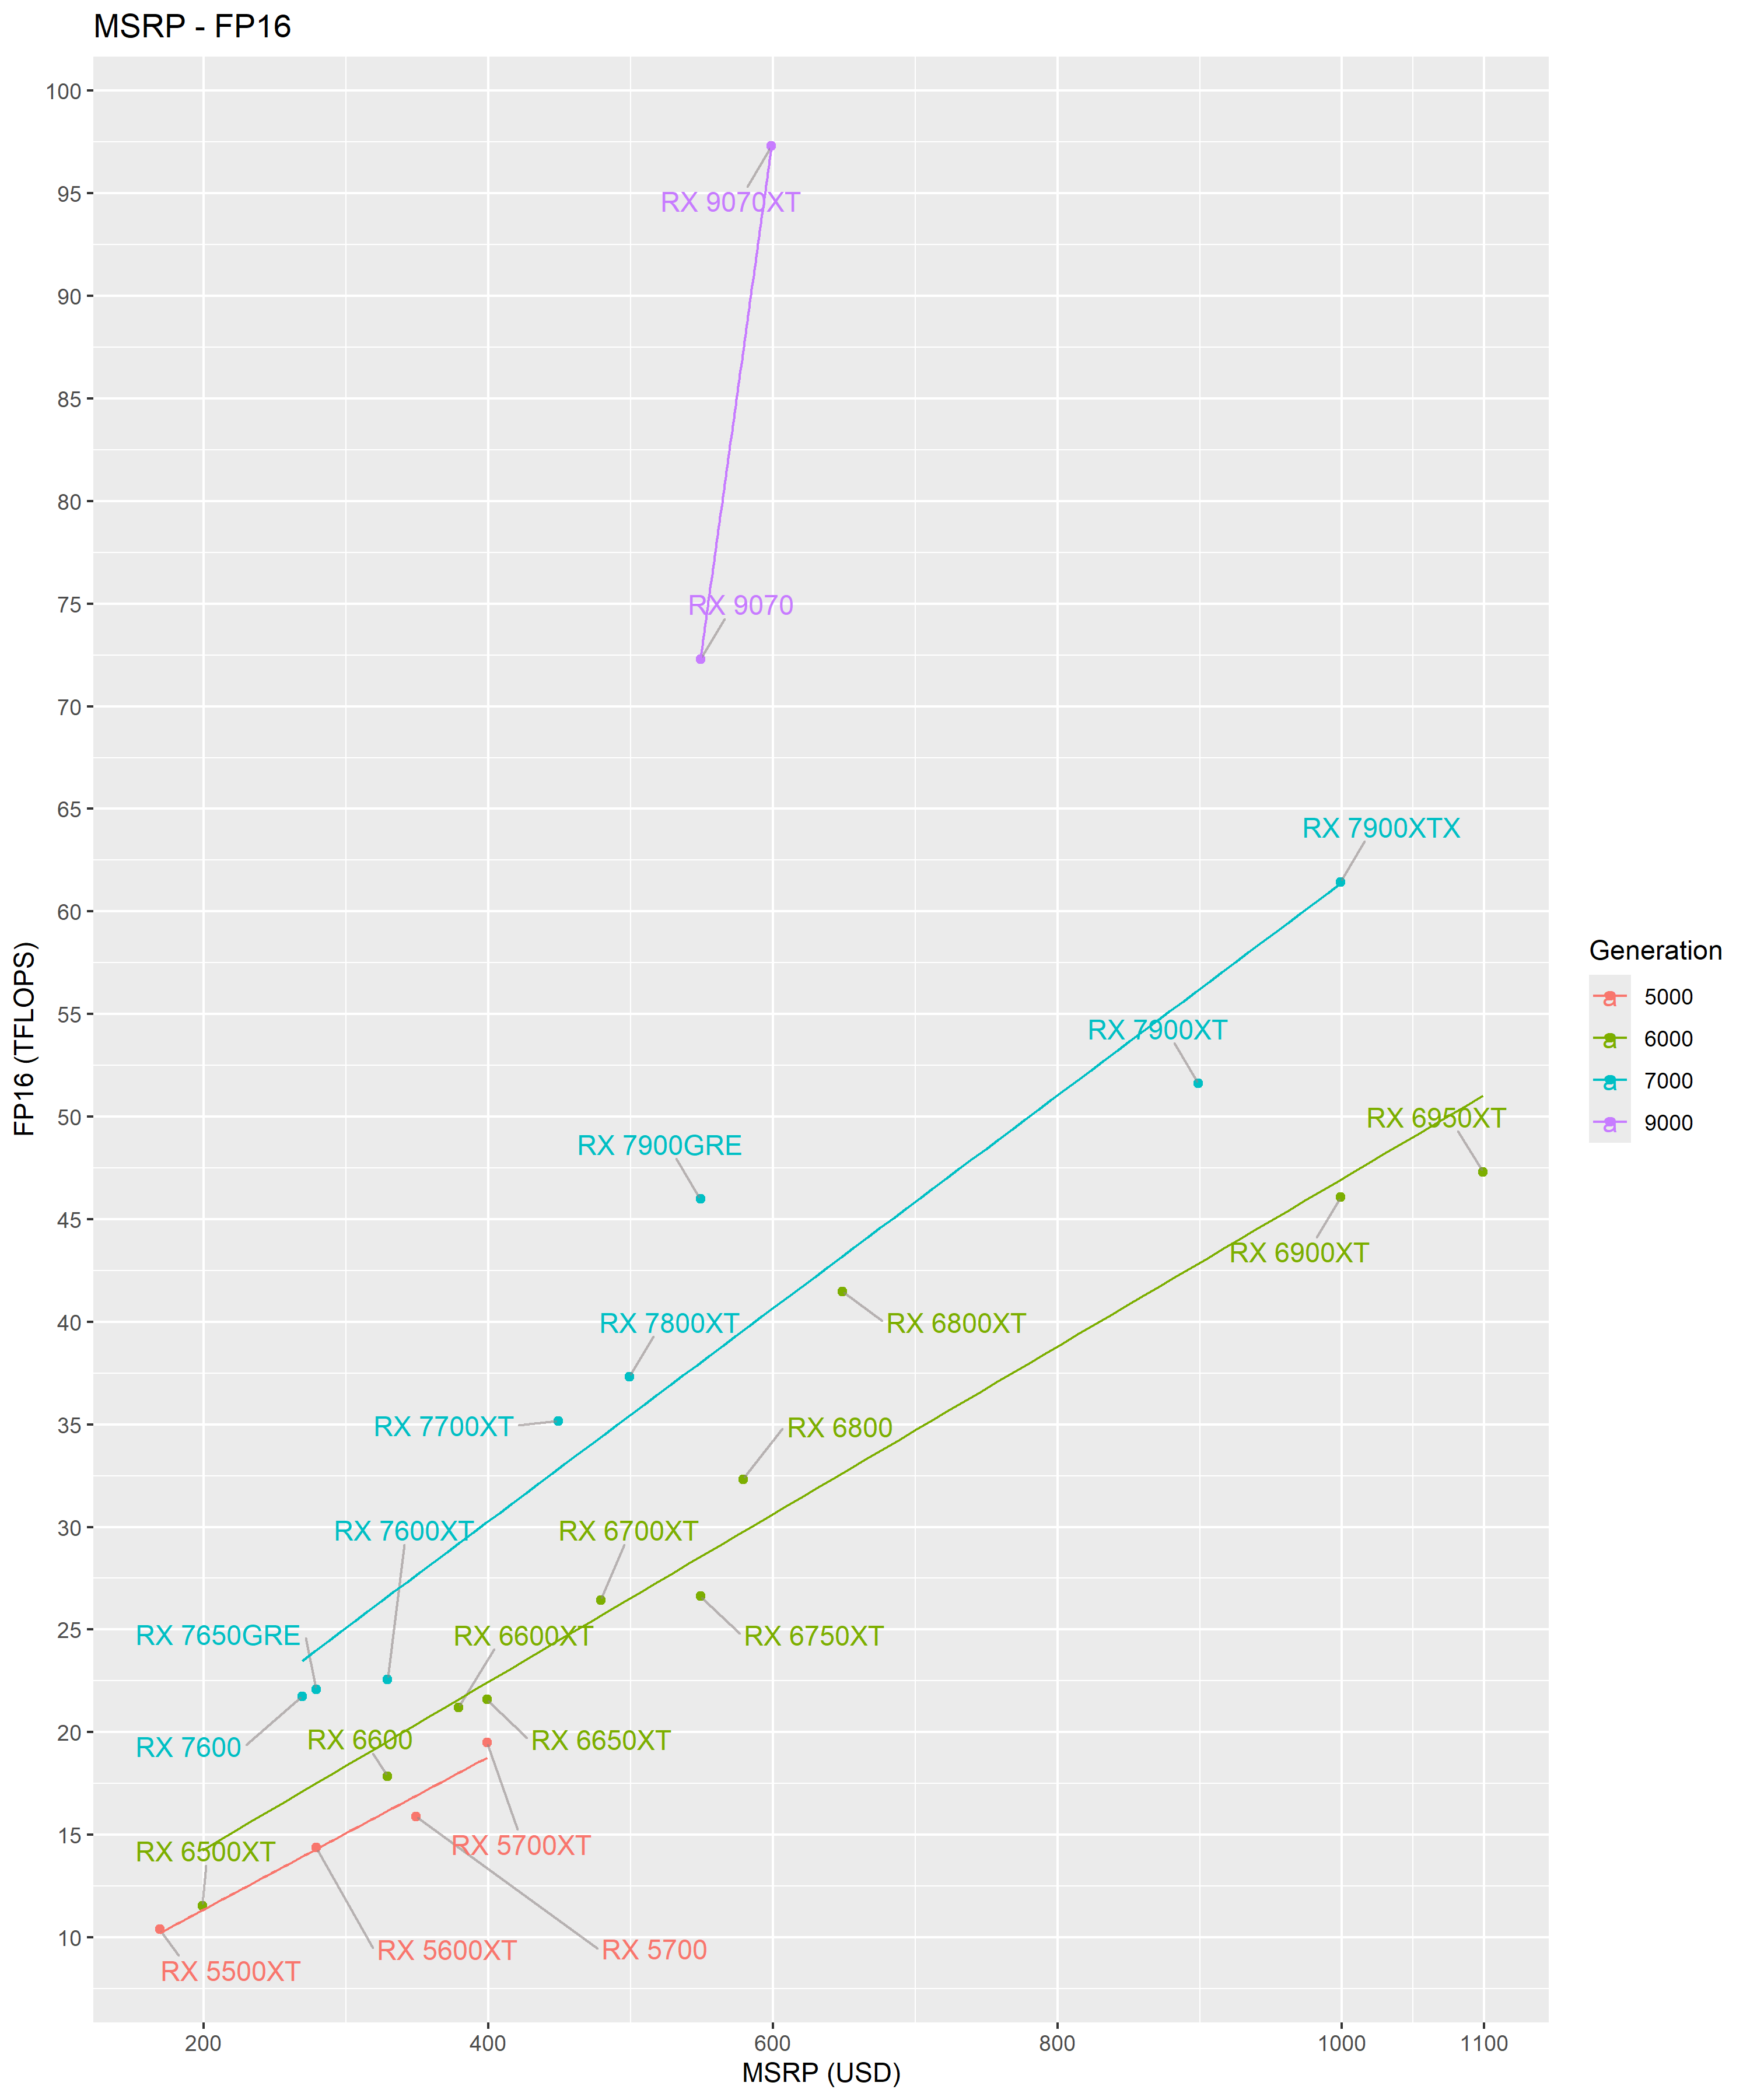 MSRP - FP16
100
95
90
85
80
75
70
65
60
55
50
45
40
35
30
25
20
15
10
FP16 (TFLOPS)
RX 9070XT
RX 9070
RX 7900XTX
RX 7900XT
RX 6950XT
RX 7900GRE
RX 6900XT
RX 7800XT
RX 6800XT
RX 7700XT
RX 6800
RX 7600XT
RX 6700XT
RX 7650GRE
RX 6600XT
RX 6750XT
RX 7600
RX 6600
RX 6650XT
RX 6500XT
RX 5700XT
RX 5600XT
RX 5700
RX 5500XT
200
400
600
800
1000
1100
MSRP (USD)
Generation
a 5000
a 6000
a 7000
a 9000